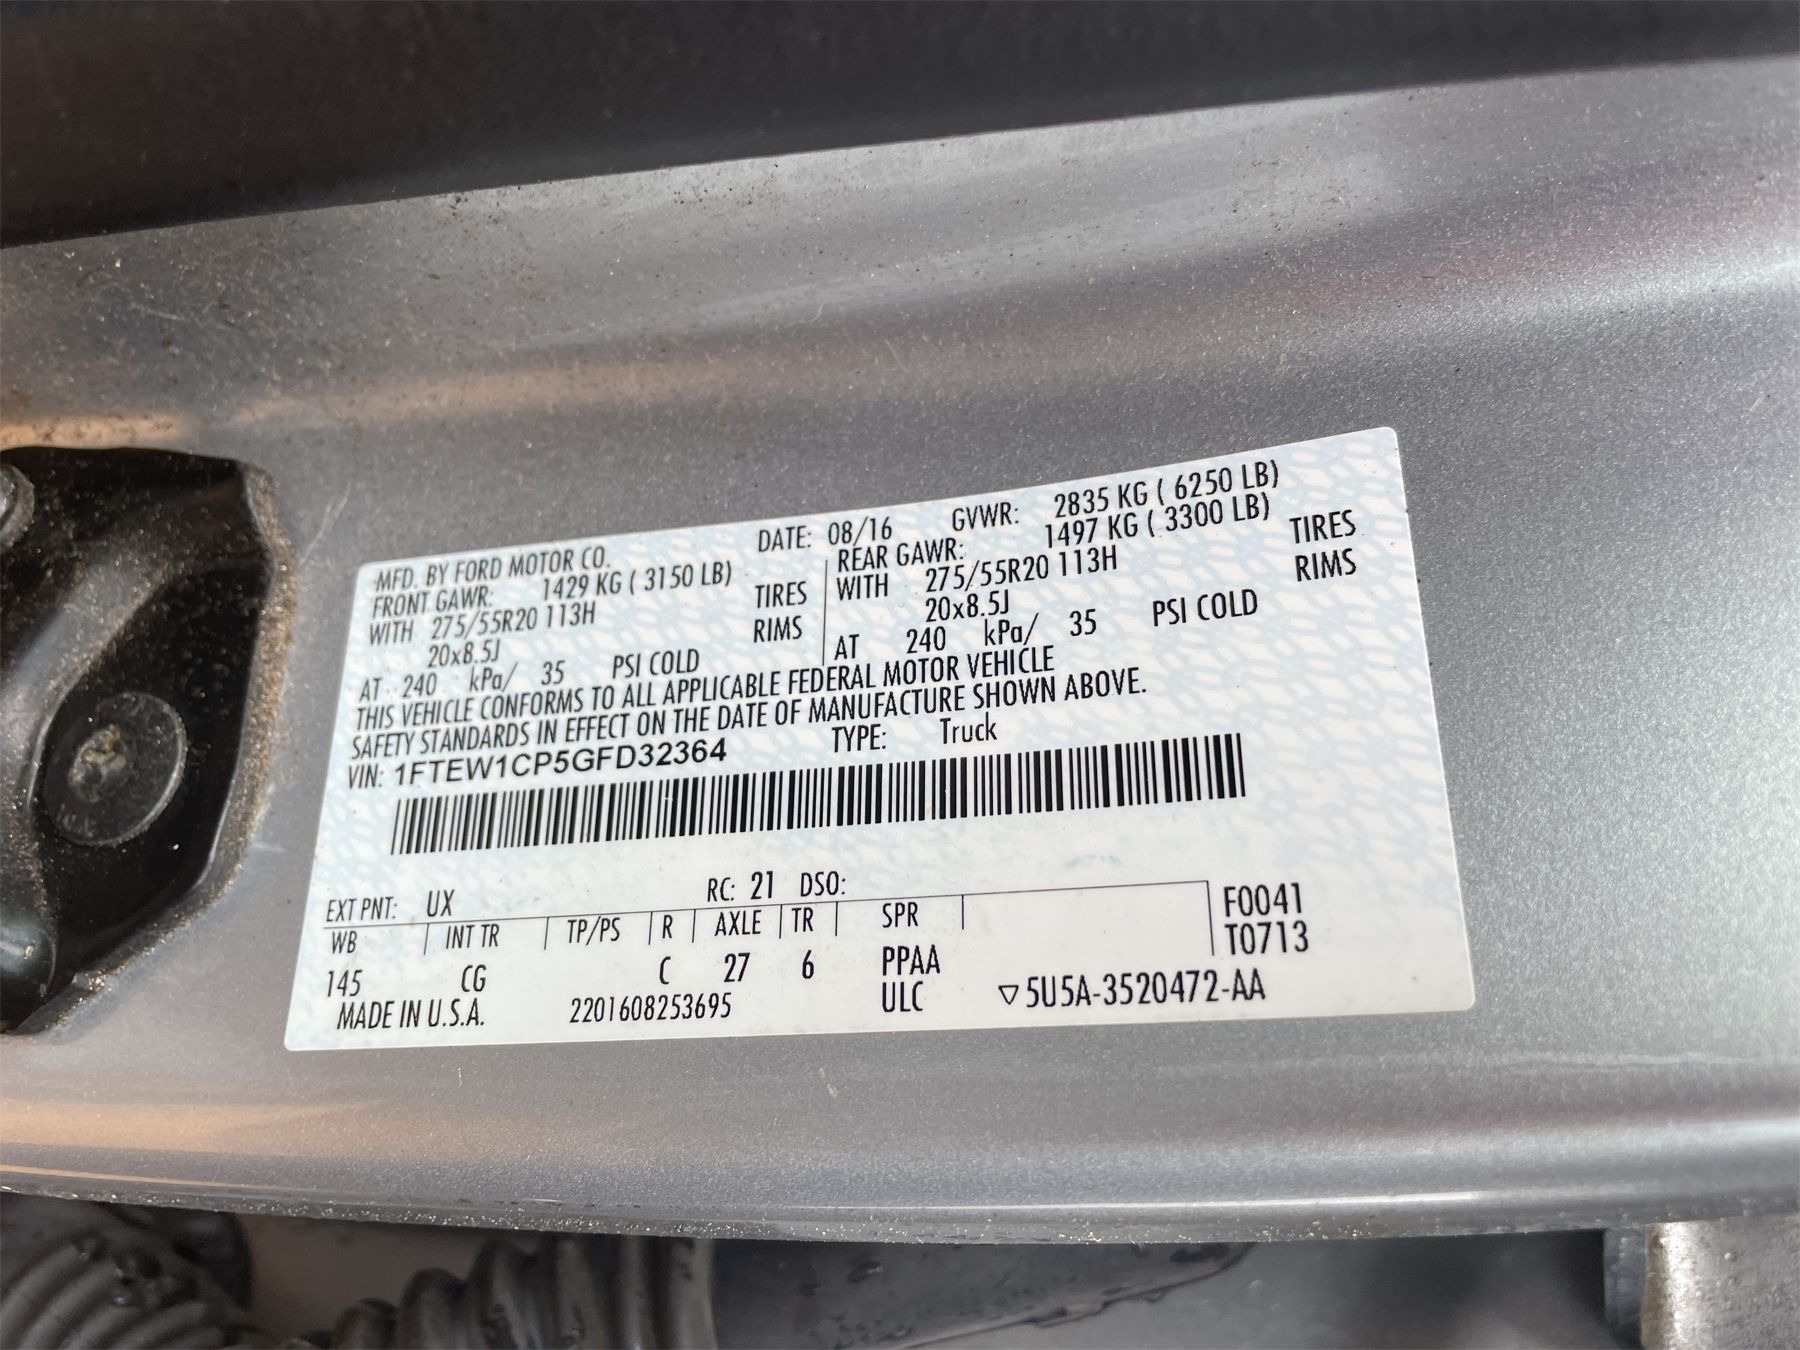 MFD. BY FORD MOTOR CO. DATE: 08/16 GVWR: 2835 KG ( 6250 LB)
FRONT GAWR: 1429 KG ( 3150 LB) REAR GAWR: 1497 KG ( 3300 LB)
WITH 275/55R20 113H TIRES WITH 275/55R20 113H TIRES
20x8.5J RIMS 20x8.5J RIMS
AT 240 kPa/ 35 PSI COLD AT 240 kPa/ 35 PSI COLD
THIS VEHICLE CONFORMS TO ALL APPLICABLE FEDERAL MOTOR VEHICLE
SAFETY STANDARDS IN EFFECT ON THE DATE OF MANUFACTURE SHOWN ABOVE.
VIN: 1FTEW1CP5GFD32364 TYPE: Truck
EXT PNT: UX RC: 21 DSO:
WB INT TR TP/PS R AXLE TR SPR F0041
T0713
145 CG C 27 6 PPAA
MADE IN U.S.A. 2201608253695 ULC ▽5U5A-3520472-AA